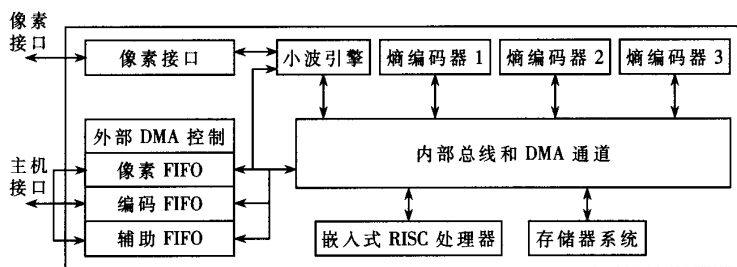 像素
接口
像素接口
小波引擎
熵编码器 1
熵编码器 2
熵编码器 3
外部 DMA 控制
像素 FIFO
编码 FIFO
辅助 FIFO
主机
接口
内部总线和 DMA 通道
嵌入式 RISC 处理器
存储器系统